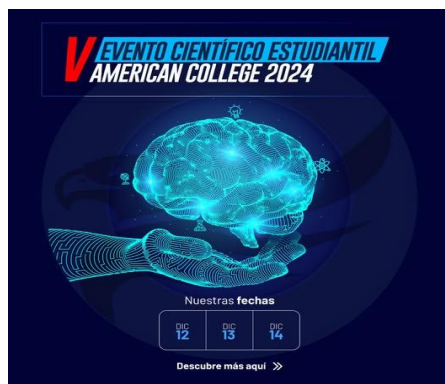 V EVENTO CIENTÍFICO ESTUDIANTIL
AMERICAN COLLEGE 2024
Nuestras fechas
DIC DIC DIC
12 13 14
Descubre más aquí »